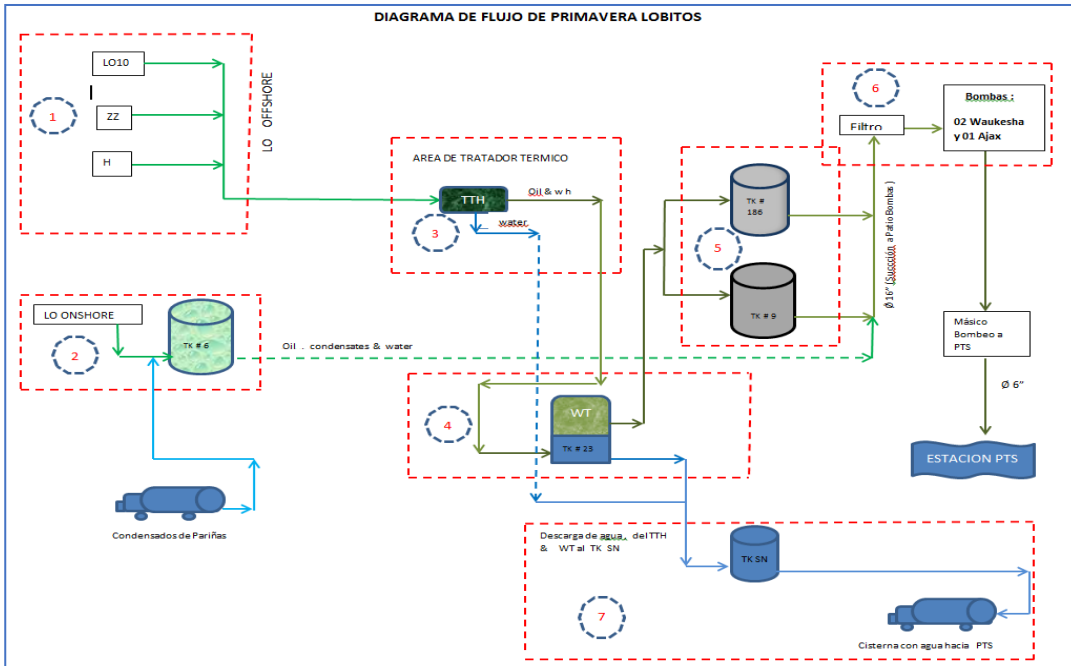 DIAGRAMA DE FLUJO DE PRIMAVERA LOBITOS
LO10
ZZ
H
1
LO OFFSHORE
AREA DE TRATADOR TERMICO
TTH
Oil & w h
water
3
6
Filtro
Bombas :
02 Waukesha
y 01 Ajax
TK #
186
5
TK # 9
Ø 16" (Succción a Patio Bombas )
LO ONSHORE
2
TK # 6
Oil . condensates & water
Másico
Bombeo a
PTS
Ø 6"
ESTACION PTS
4
WT
TK # 23
Condensados de Pariñas
Descarga de agua , del TTH
& WT al TK SN
TK SN
7
Cisterna con agua hacia PTS